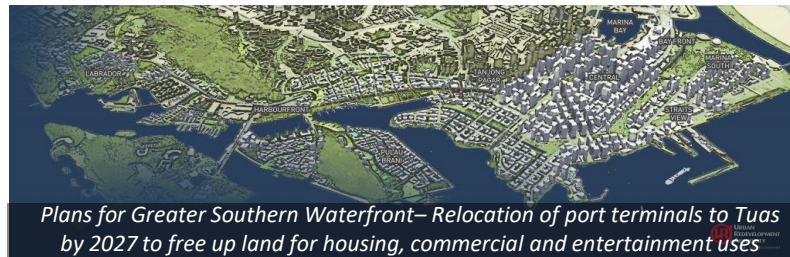 MARINA
BAY
BAYFRONT
MARINA
SOUTH
LABRADOR
TANJONG
PAGAR
CENTRAL
HARBOURFRONT
STRAITS
VIEW
PULAU
BRANI
Plans for Greater Southern Waterfront– Relocation of port terminals to Tuas
by 2027 to free up land for housing, commercial and entertainment uses
URBAN
REDEVELOPMENT